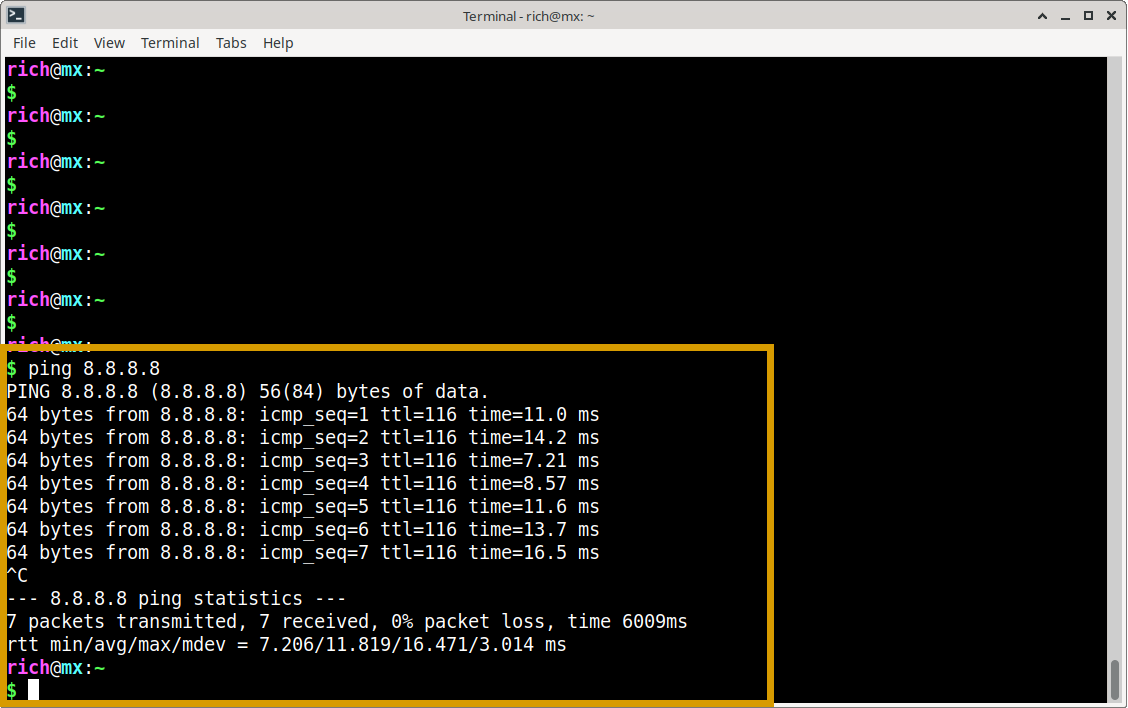 Terminal - rich@mx: ~
File Edit View Terminal Tabs Help
rich@mx:~
$
rich@mx:~
$
rich@mx:~
$
rich@mx:~
$
rich@mx:~
$
rich@mx:~
$
rich@mx:
$ ping 8.8.8.8
PING 8.8.8.8 (8.8.8.8) 56(84) bytes of data.
64 bytes from 8.8.8.8: icmp_seq=1 ttl=116 time=11.0 ms
64 bytes from 8.8.8.8: icmp_seq=2 ttl=116 time=14.2 ms
64 bytes from 8.8.8.8: icmp_seq=3 ttl=116 time=7.21 ms
64 bytes from 8.8.8.8: icmp_seq=4 ttl=116 time=8.57 ms
64 bytes from 8.8.8.8: icmp_seq=5 ttl=116 time=11.6 ms
64 bytes from 8.8.8.8: icmp_seq=6 ttl=116 time=13.7 ms
64 bytes from 8.8.8.8: icmp_seq=7 ttl=116 time=16.5 ms
^C
--- 8.8.8.8 ping statistics ---
7 packets transmitted, 7 received, 0% packet loss, time 6009ms
rtt min/avg/max/mdev = 7.206/11.819/16.471/3.014 ms
rich@mx:~
$